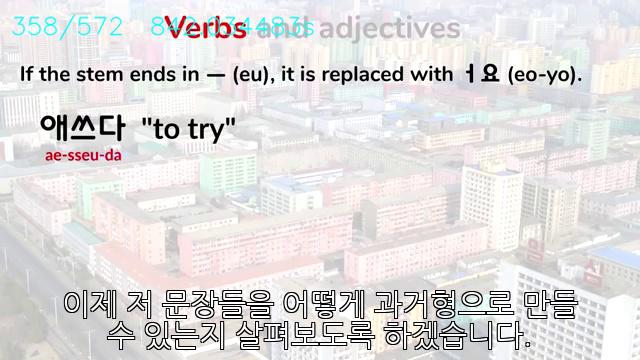 358/572 842.034483s
Verbs and adjectives
If the stem ends in ㅡ (eu), it is replaced with ㅓ요 (eo-yo).
애쓰다 "to try"
ae-sseu-da
이제 저 문장들을 어떻게 과거형으로 만들
수 있는지 살펴보도록 하겠습니다.